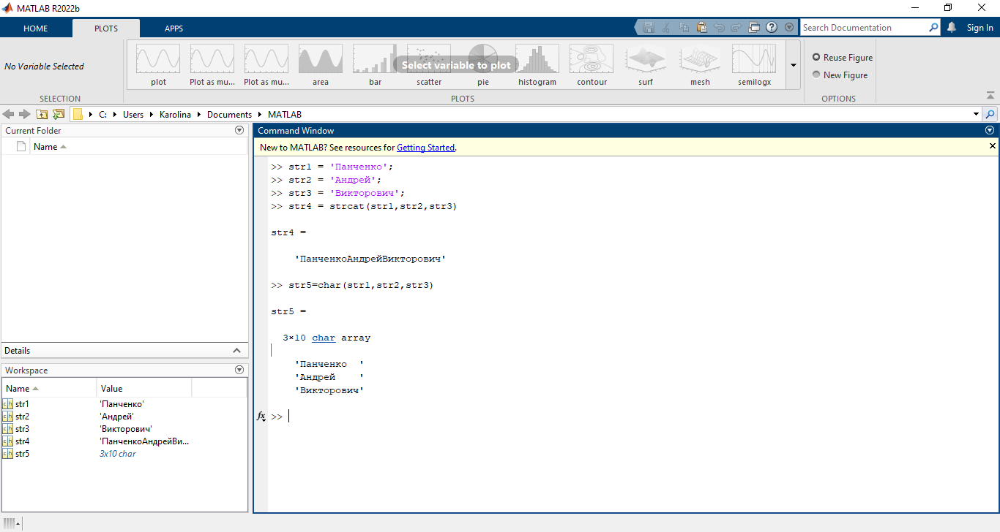 MATLAB R2022b
HOME PLOTS APPS
Search Documentation
Sign In
No Variable Selected
plot Plot as mu... Plot as mu... area bar scatter pie histogram contour surf mesh semilogx
Select variable to plot
Reuse Figure
New Figure
SELECTION PLOTS OPTIONS
C: Users Karolina Documents MATLAB
Current Folder
Name
Details
Workspace
Name Value
str1 'Панченко'
str2 'Андрей'
str3 'Викторович'
str4 'ПанченкоАндрейВи...
str5 3x10 char
Command Window
New to MATLAB? See resources for Getting Started.
>> str1 = 'Панченко';
>> str2 = 'Андрей';
>> str3 = 'Викторович';
>> str4 = strcat(str1,str2,str3)
str4 =
'ПанченкоАндрейВикторович'
>> str5=char(str1,str2,str3)
str5 =
3×10 char array
'Панченко  '
'Андрей    '
'Викторович'
fx >>